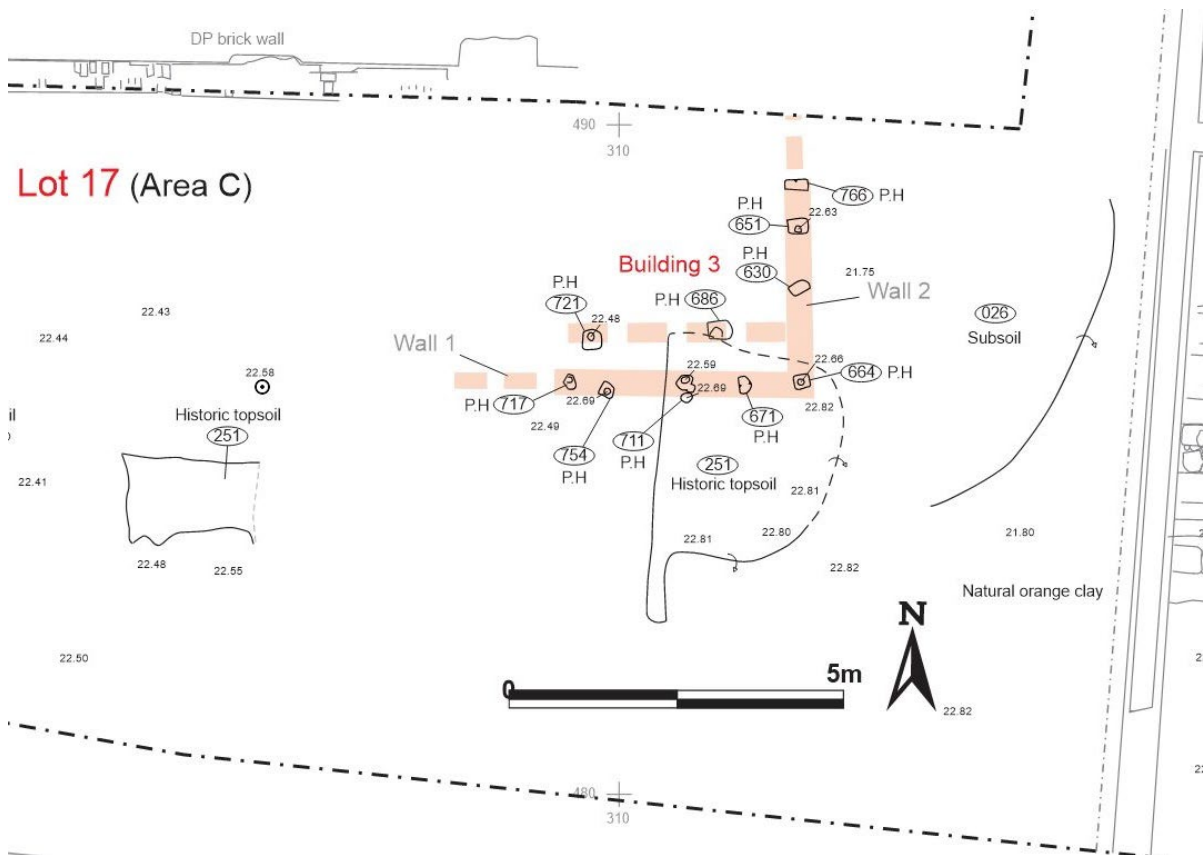 DP brick wall
490
310
Lot 17 (Area C)
766 P.H
P.H
651
22.63
P.H
Building 3
630
21.75
Wall 2
P.H
721
P.H 686
22.43
22.48
026
Subsoil
22.44
Wall 1
22.59
22.66
664 P.H
22.58
22.69
P.H 717
22.69
671
22.82
Historic topsoil
22.49
711
P.H
251
754
P.H
P.H
251
Historic topsoil
22.41
22.81
22.81
22.80
21.80
22.48
22.55
22.82
Natural orange clay
N
22.50
0
5m
22.82
480
310